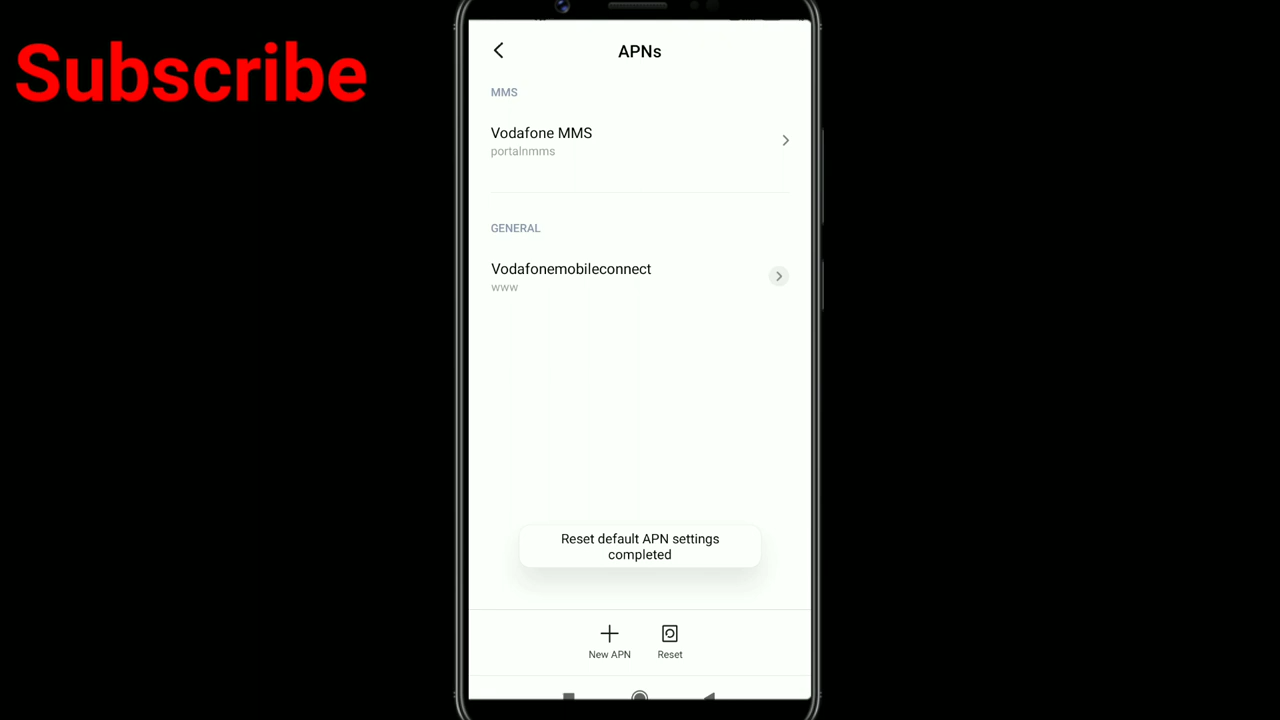 Subscribe
APNs
MMS
Vodafone MMS
portalnmms
GENERAL
Vodafonemobileconnect
www
Reset default APN settings
completed
New APN
Reset